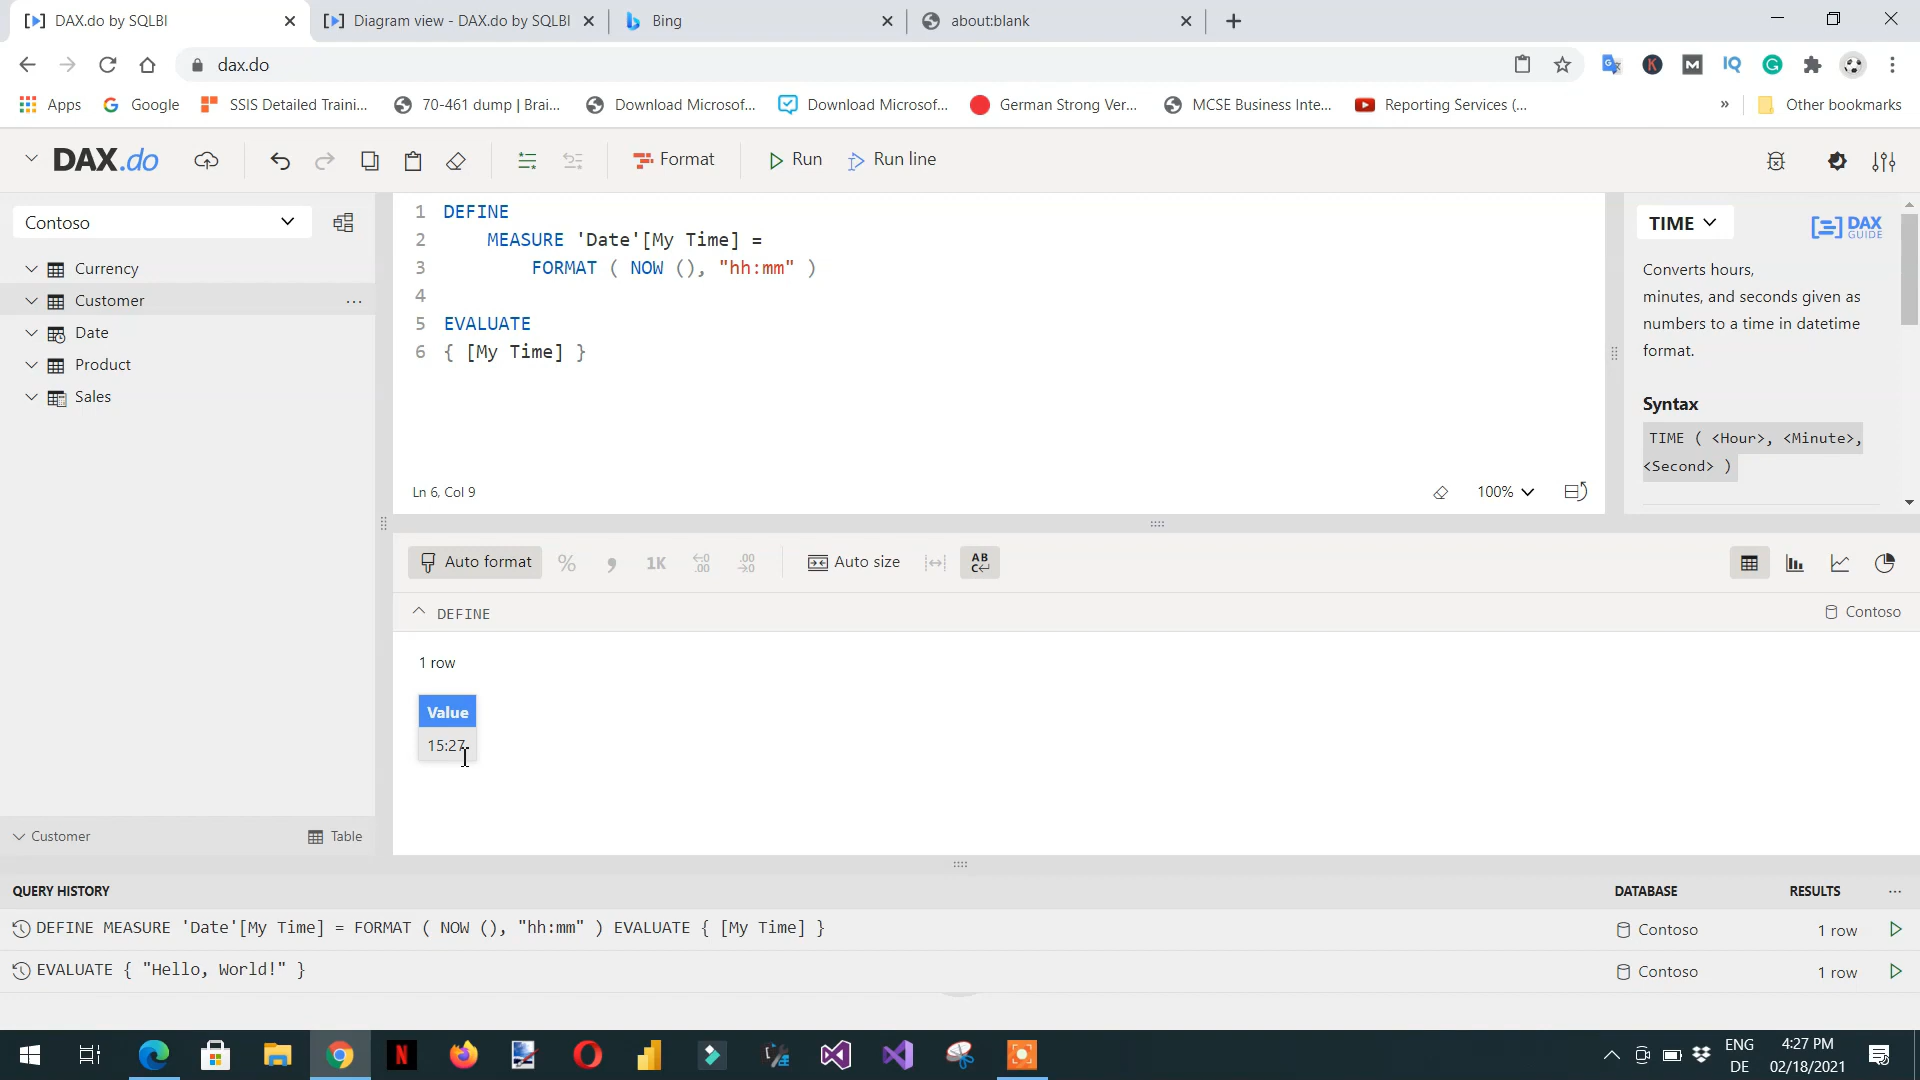 DAX.do by SQLBI
Diagram view - DAX.do by SQLBI
Bing
about:blank
dax.do
Apps
Google
SSIS Detailed Traini...
70-461 dump | Brai...
Download Microsof...
Download Microsof...
German Strong Ver...
MCSE Business Inte...
Reporting Services (...
»
Other bookmarks
DAX.do
Format
Run
Run line
Contoso
Currency
Customer
Date
Product
Sales
Customer
Table
1 DEFINE
2 MEASURE 'Date'[My Time] =
3 FORMAT ( NOW (), "hh:mm" )
4
5 EVALUATE
6 { [My Time] }
Ln 6, Col 9
100%
TIME
DAX
GUIDE
Converts hours,
minutes, and seconds given as
numbers to a time in datetime
format.
Syntax
TIME ( <Hour>, <Minute>,
<Second> )
Auto format
%
1K
Auto size
AB
C
DEFINE
Contoso
1 row
Value
15:27
QUERY HISTORY
DATABASE
RESULTS
DEFINE MEASURE 'Date'[My Time] = FORMAT ( NOW (), "hh:mm" ) EVALUATE { [My Time] }
Contoso
1 row
EVALUATE { "Hello, World!" }
Contoso
1 row
ENG
DE
4:27 PM
02/18/2021